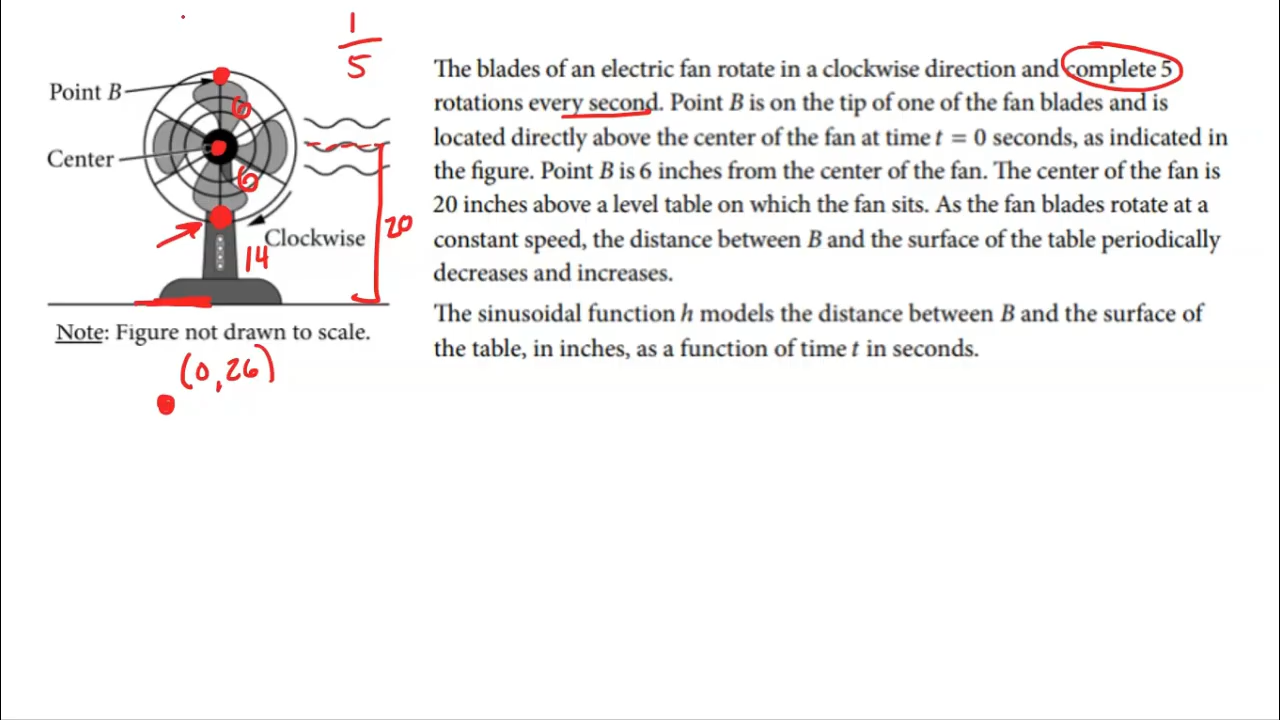 1
5
Point B
6
Center
6
20
14
Clockwise
Note: Figure not drawn to scale.
(0, 26)
The blades of an electric fan rotate in a clockwise direction and complete 5
rotations every second. Point B is on the tip of one of the fan blades and is
located directly above the center of the fan at time t = 0 seconds, as indicated in
the figure. Point B is 6 inches from the center of the fan. The center of the fan is
20 inches above a level table on which the fan sits. As the fan blades rotate at a
constant speed, the distance between B and the surface of the table periodically
decreases and increases.
The sinusoidal function h models the distance between B and the surface of
the table, in inches, as a function of time t in seconds.